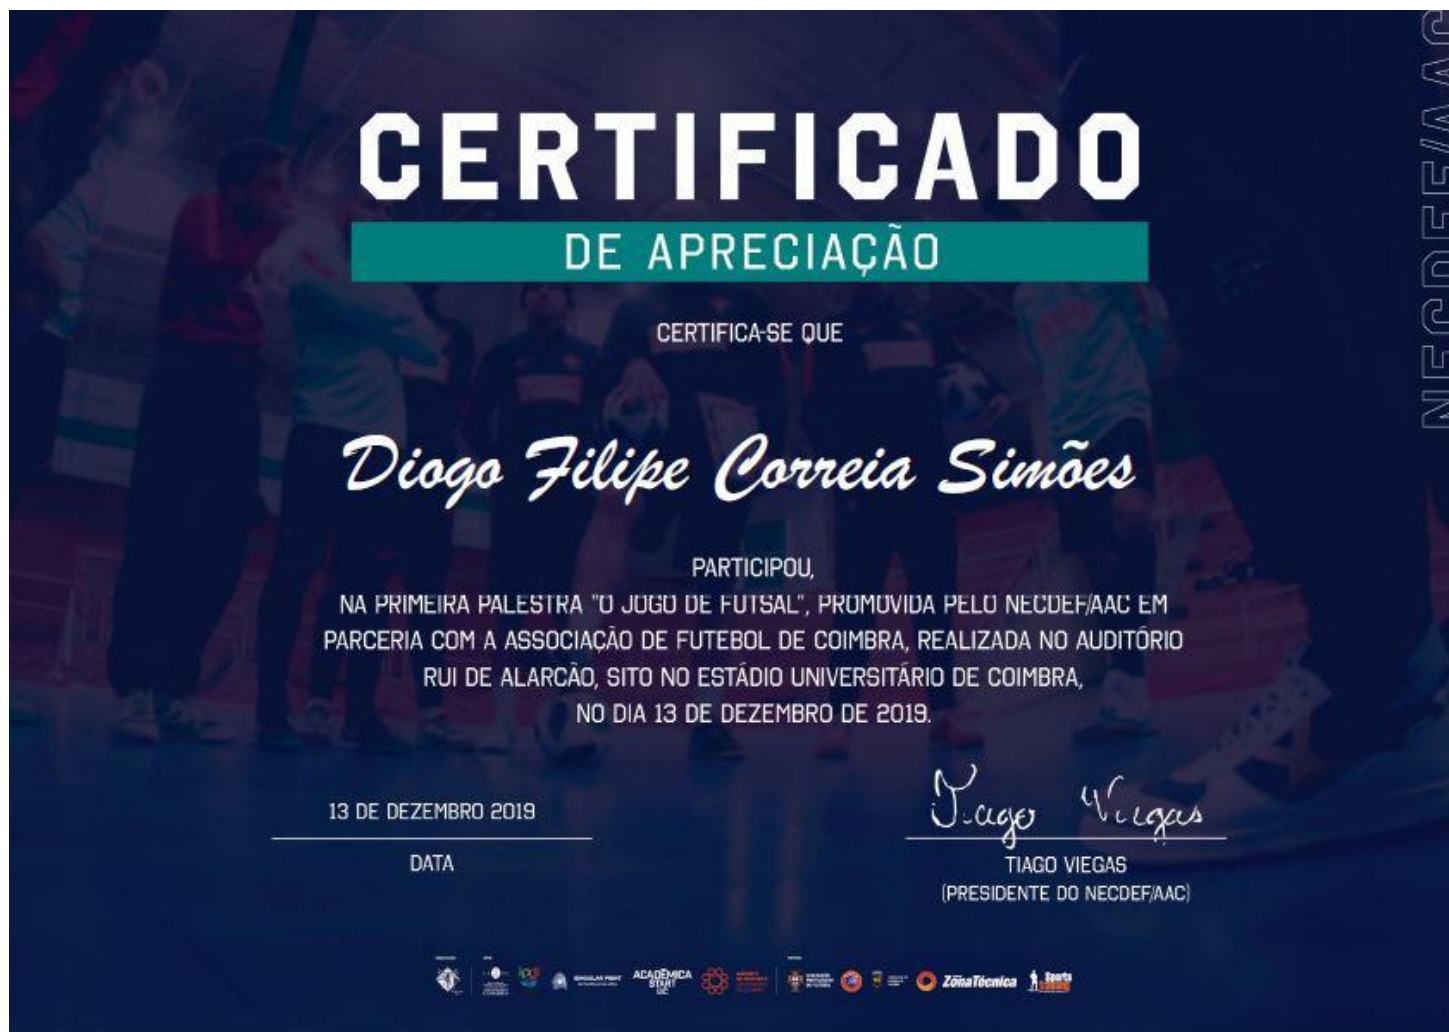 CERTIFICADO
DE APRECIAÇÃO
CERTIFICA-SE QUE
Diogo Filipe Correia Simões
PARTICIPOU,
NA PRIMEIRA PALESTRA "O JOGO DE FUTSAL", PROMOVIDA PELO NECDEF/AAC EM
PARCERIA COM A ASSOCIAÇÃO DE FUTEBOL DE COIMBRA, REALIZADA NO AUDITÓRIO
RUI DE ALARCÃO, SITO NO ESTÁDIO UNIVERSITÁRIO DE COIMBRA,
NO DIA 13 DE DEZEMBRO DE 2019.
13 DE DEZEMBRO 2019
DATA
Tiago Viegas
TIAGO VIEGAS
(PRESIDENTE DO NECDEF/AAC)
NECDEF/AAC
SINGULAR PRINT
ACADÉMICA
START
ZonaTécnica
Sports